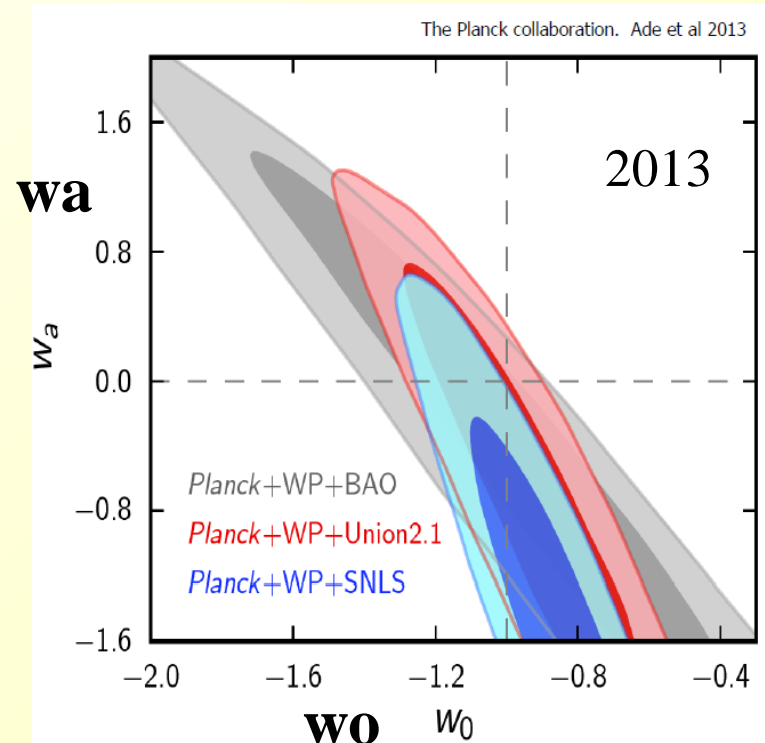 The Planck collaboration. Ade et al 2013
2013
wa
wa
1.6
0.8
0.0
−0.8
−1.6
Planck+WP+BAO
Planck+WP+Union2.1
Planck+WP+SNLS
−2.0 −1.6 −1.2 −0.8 −0.4
wo w0